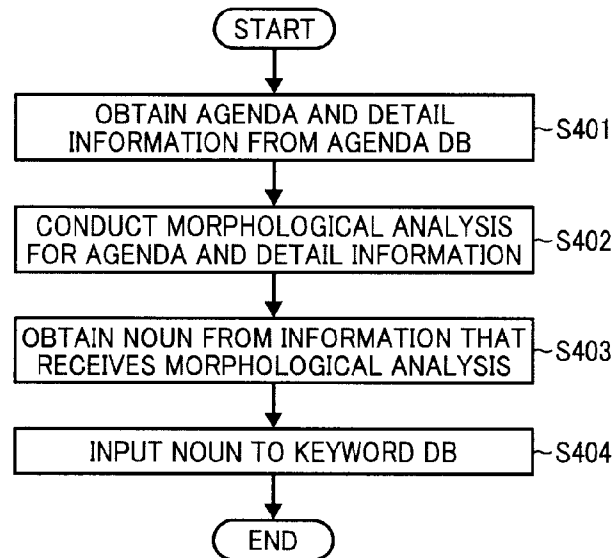 START
OBTAIN AGENDA AND DETAIL
INFORMATION FROM AGENDA DB
~S401
CONDUCT MORPHOLOGICAL ANALYSIS
FOR AGENDA AND DETAIL INFORMATION
~S402
OBTAIN NOUN FROM INFORMATION THAT
RECEIVES MORPHOLOGICAL ANALYSIS
~S403
INPUT NOUN TO KEYWORD DB
~S404
END